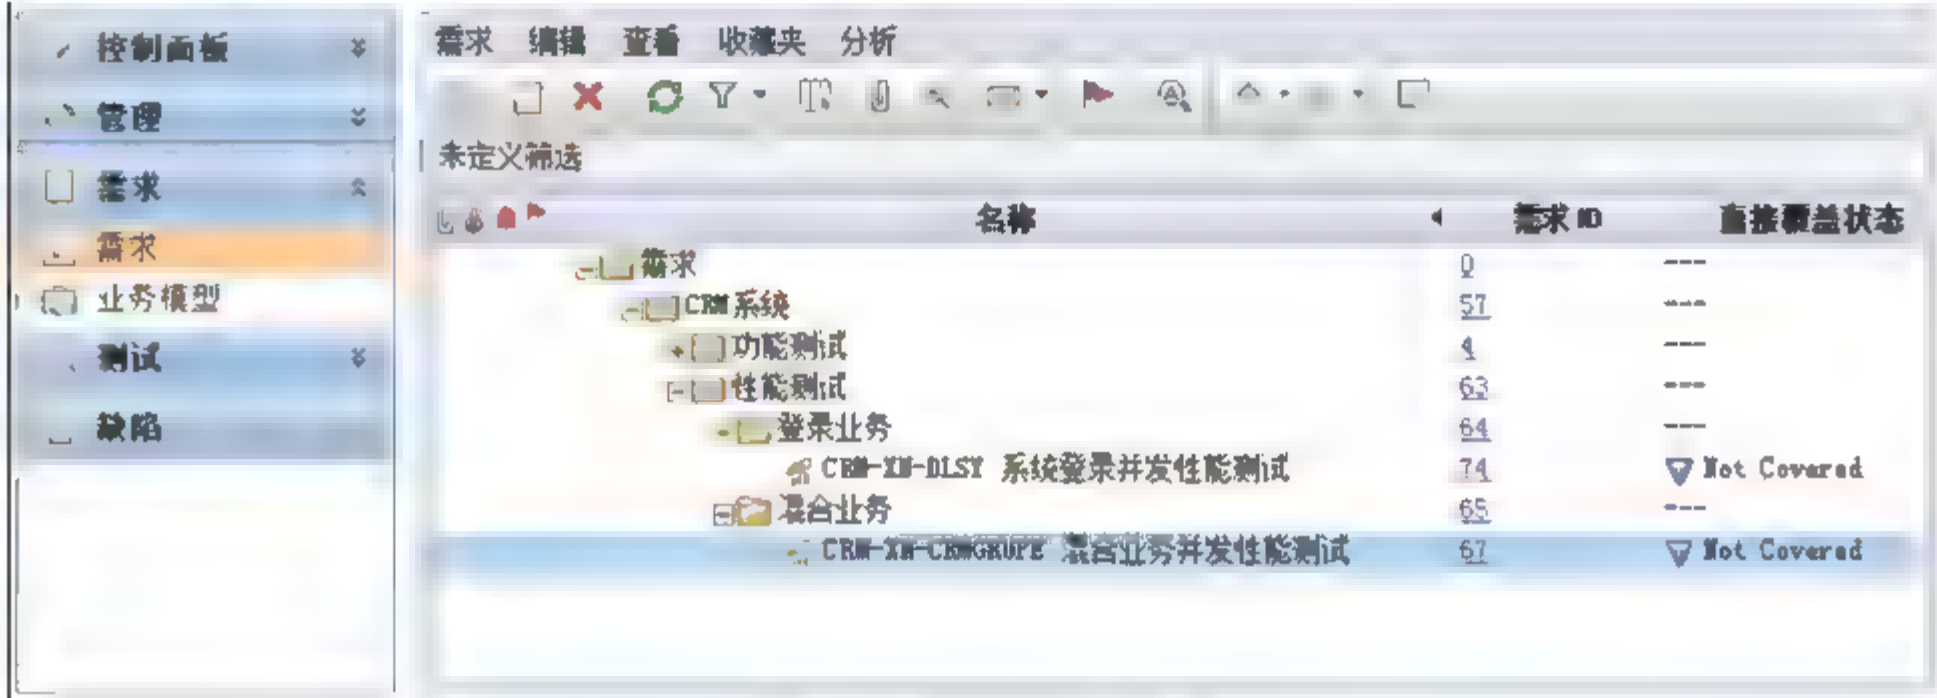 控制面板
管理
需求
需求
业务模型
测试
缺陷
需求 编辑 查看 收藏夹 分析
未定义筛选
名称 需求 ID 直接覆盖状态
需求 0 ---
CRM系统 57 ---
功能测试 4 ---
性能测试 63 ---
登录业务 64 ---
CRM-XN-DLSY 系统登录并发性能测试 74 Not Covered
混合业务 65 ---
CRM-XN-CRMGROUPE 混合业务并发性能测试 67 Not Covered